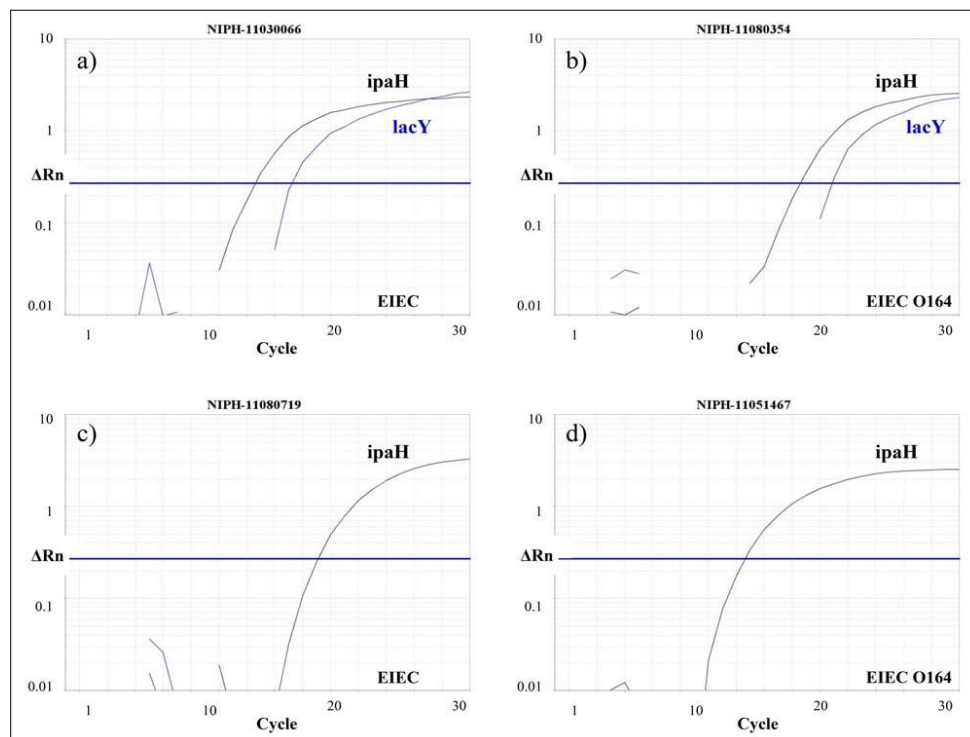 NIPH-11030066
10
a)
ipaH
lacY
1
ΔRn
0.1
0.01
EIEC
1 10 20 30
Cycle
NIPH-11080354
10
b)
ipaH
lacY
1
ΔRn
0.1
0.01
EIEC O164
1 10 20 30
Cycle
NIPH-11080719
10
c)
ipaH
1
ΔRn
0.1
0.01
EIEC
1 10 20 30
Cycle
NIPH-11051467
10
d)
ipaH
1
ΔRn
0.1
0.01
EIEC O164
1 10 20 30
Cycle